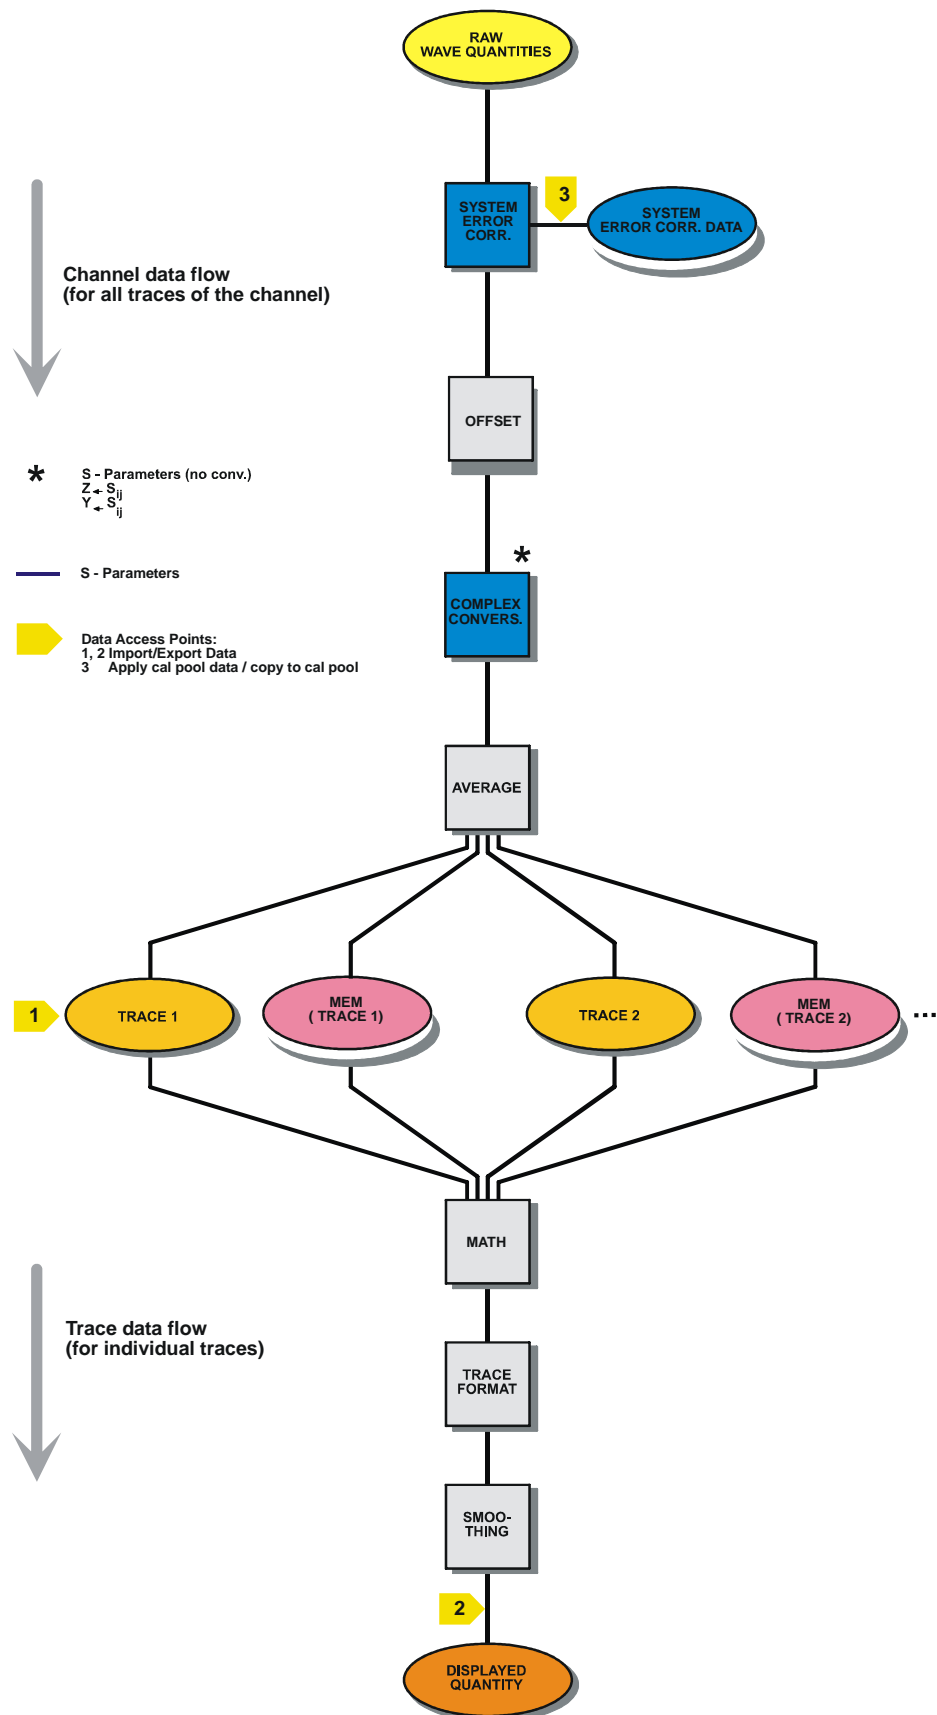 RAW
WAVE QUANTITIES
3
SYSTEM
ERROR
CORR.
SYSTEM
ERROR CORR. DATA
Channel data flow
(for all traces of the channel)
OFFSET
*
S - Parameters (no conv.)
Z ← Sij
Y ← Sij
*
S - Parameters
COMPLEX
CONVERS.
Data Access Points:
1, 2 Import/Export Data
3 Apply cal pool data / copy to cal pool
AVERAGE
1
TRACE 1
MEM
( TRACE 1)
TRACE 2
MEM
( TRACE 2)
...
MATH
Trace data flow
(for individual traces)
TRACE
FORMAT
SMOO-
THING
2
DISPLAYED
QUANTITY